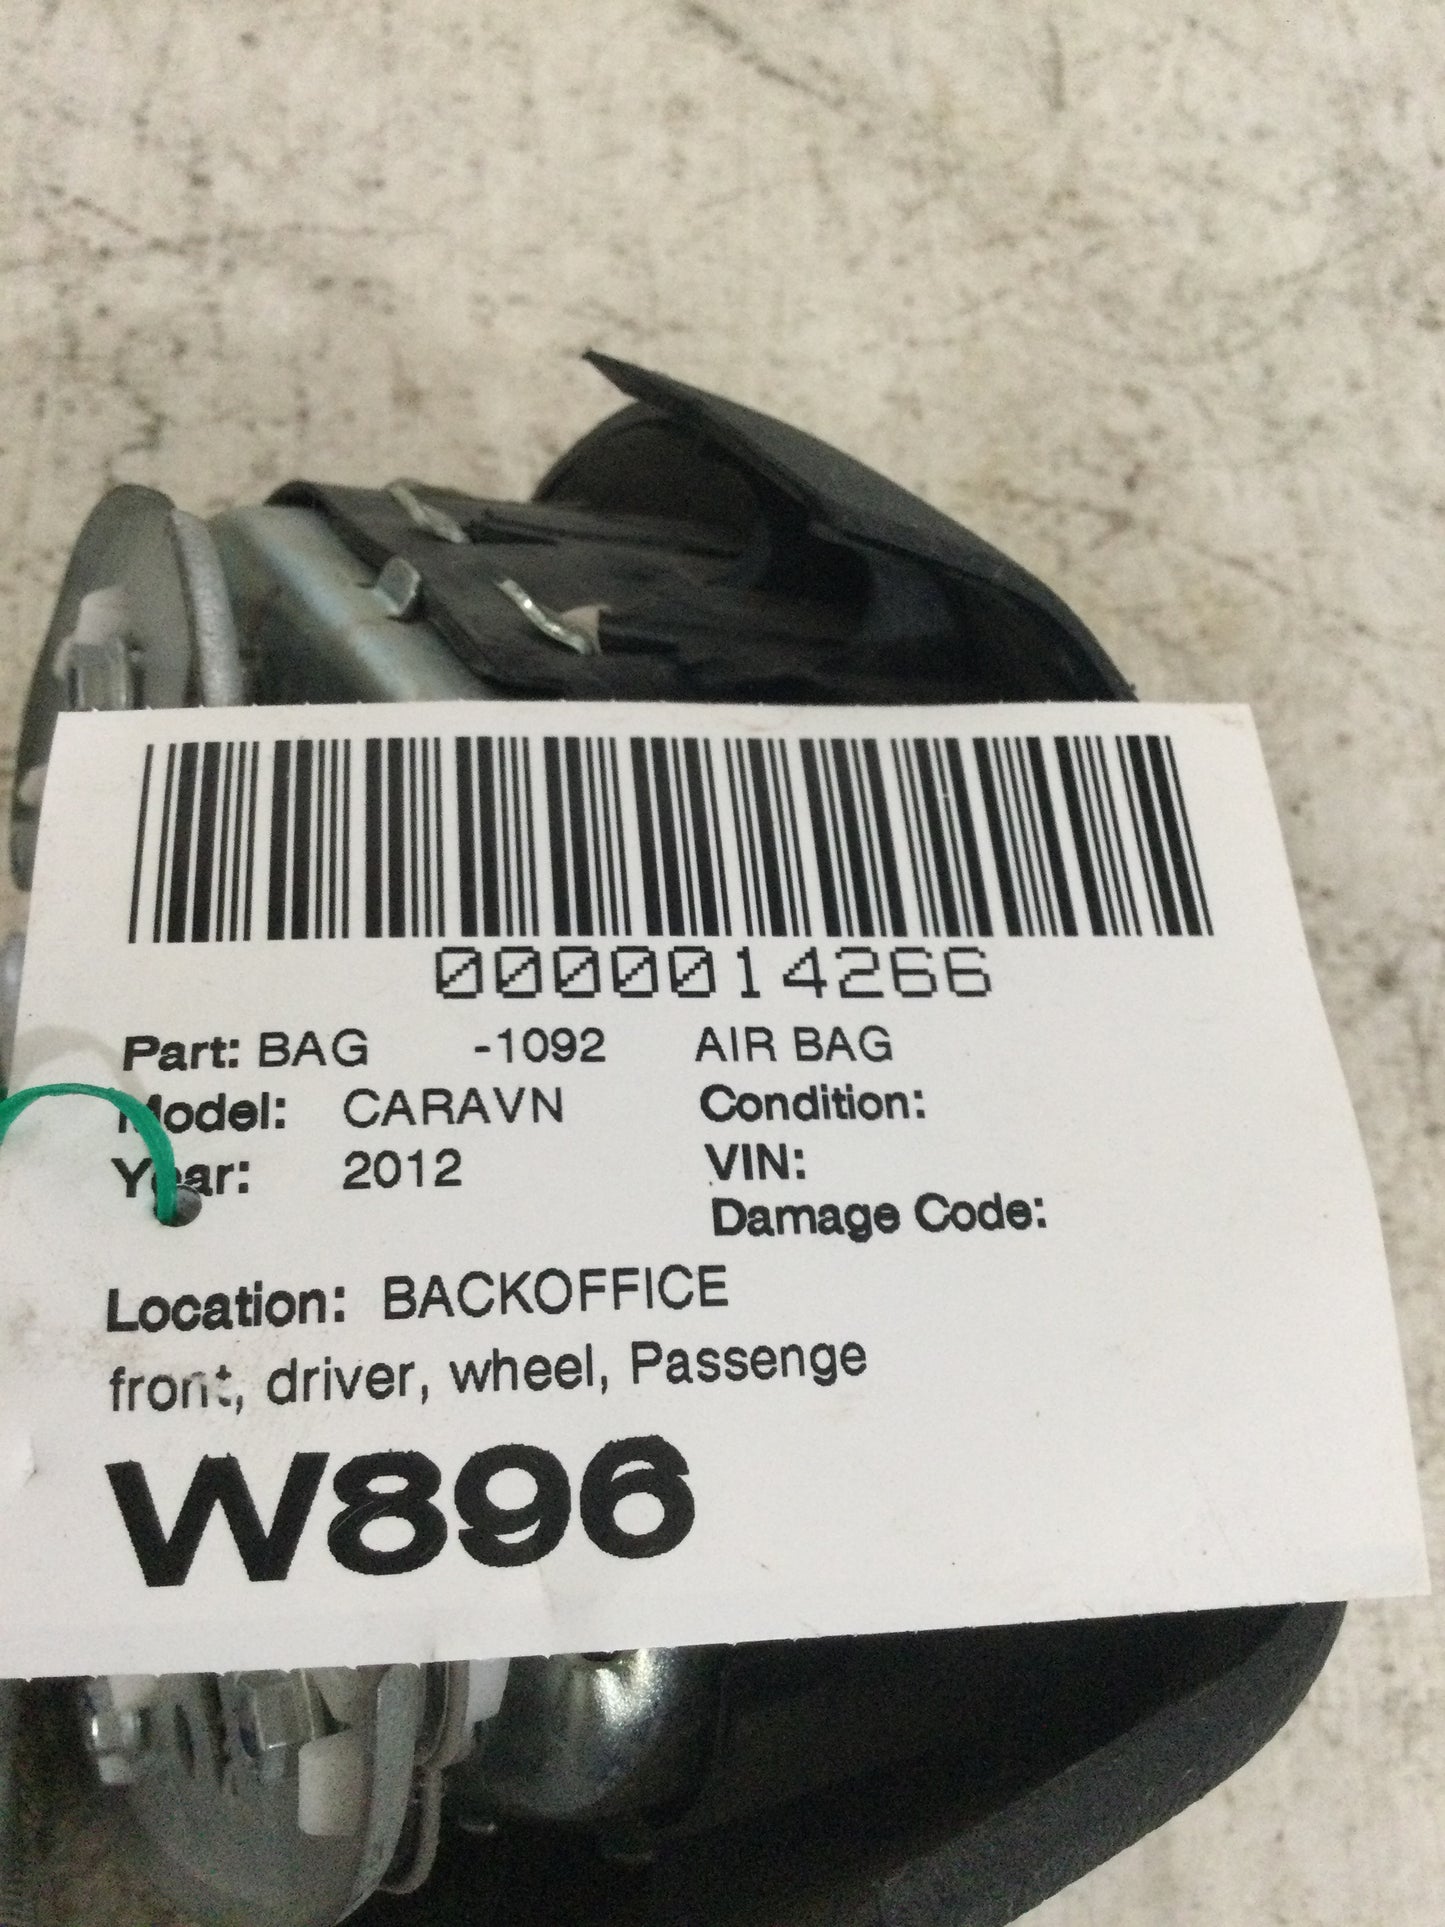 0000014266
Part: BAG -1092 AIR BAG
Model: CARAVN Condition:
Year: 2012 VIN:
Damage Code:
Location: BACKOFFICE
front, driver, wheel, Passenge
W896